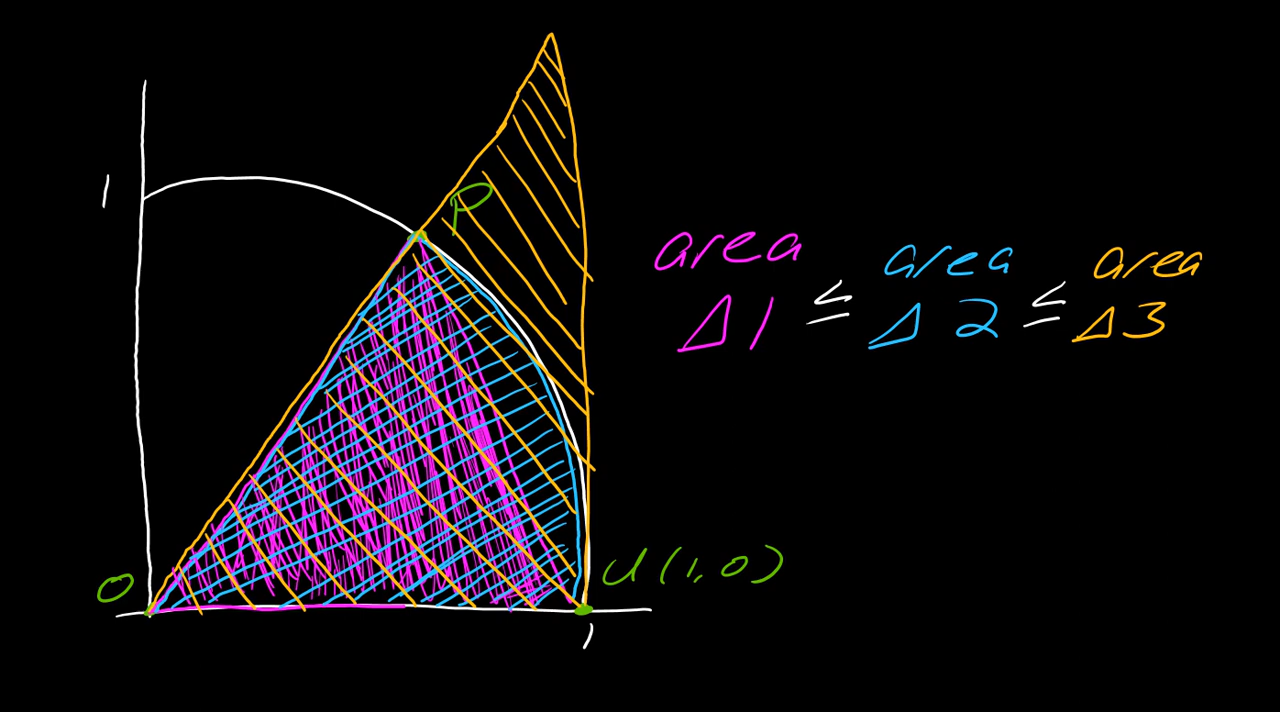 1
P
area area area
Δ1 ≤ Δ2 ≤ Δ3
O
U(1,0)
1